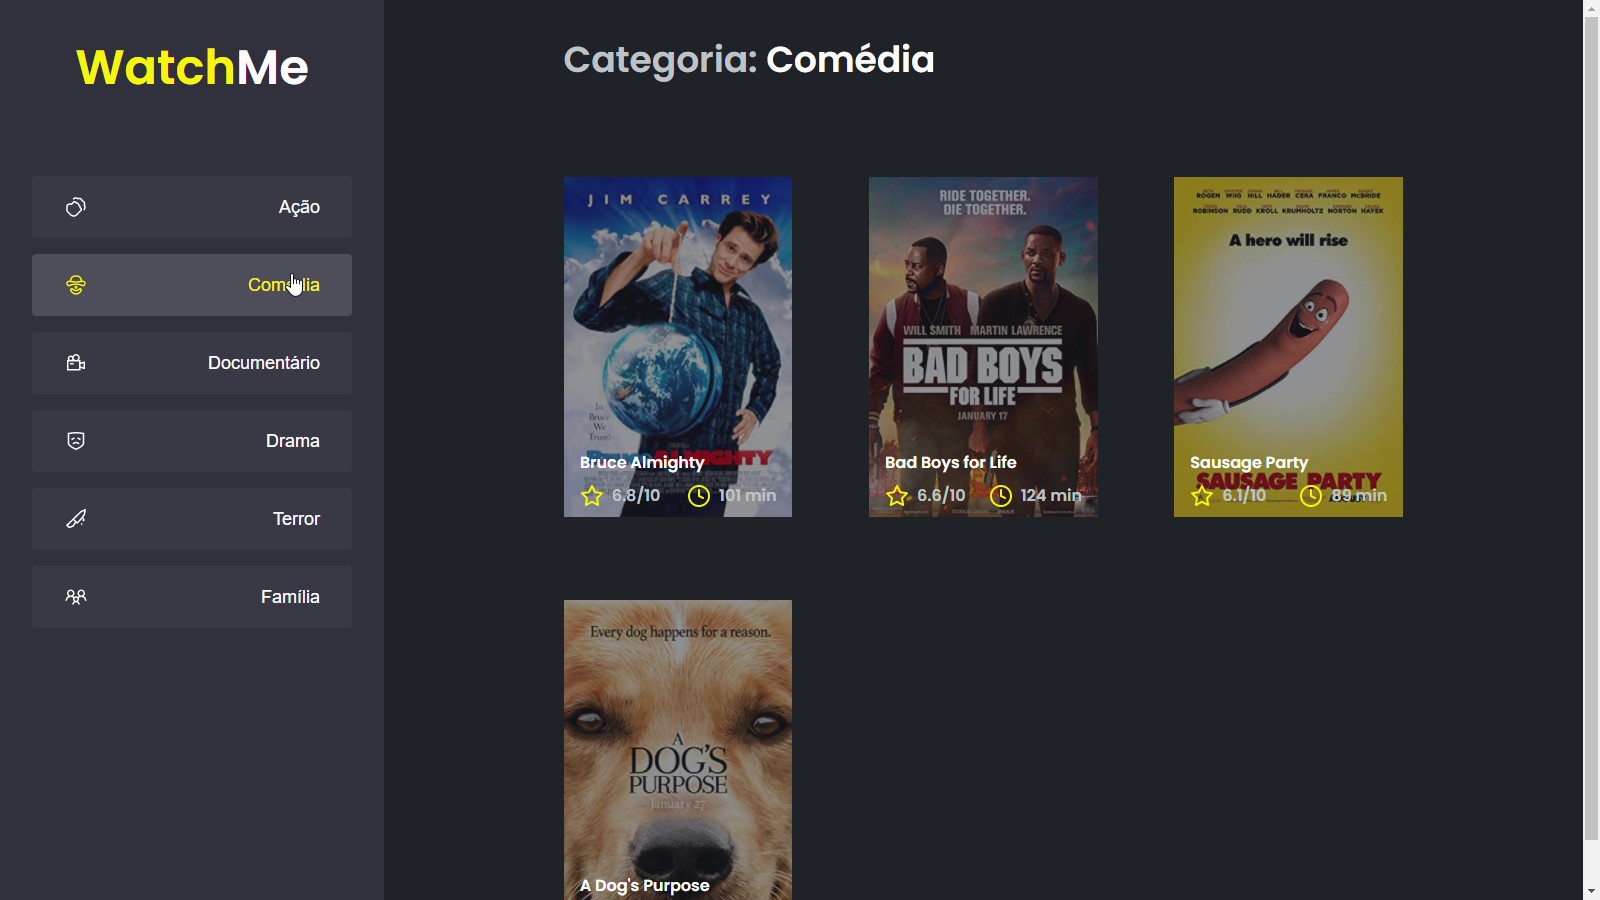 WatchMe
Ação
Comédia
Documentário
Drama
Terror
Família
Categoria: Comédia
JIM CARREY
In
Bruce
We
Trust!
BRUCE ALMIGHTY
Bruce Almighty
6.8/10 101 min
RIDE TOGETHER.
DIE TOGETHER.
WILL SMITH MARTIN LAWRENCE
BAD BOYS
FOR LIFE
JANUARY 17
Bad Boys for Life
6.6/10 124 min
ROGEN WIIG HILL HADER CERA FRANCO McBRIDE
ROBINSON RUDD KROLL KRUMHOLTZ NORTON HAYEK
A hero will rise
SAUSAGE PARTY
Sausage Party
6.1/10 89 min
Every dog happens for a reason.
A
DOG'S
PURPOSE
January 27
A Dog's Purpose